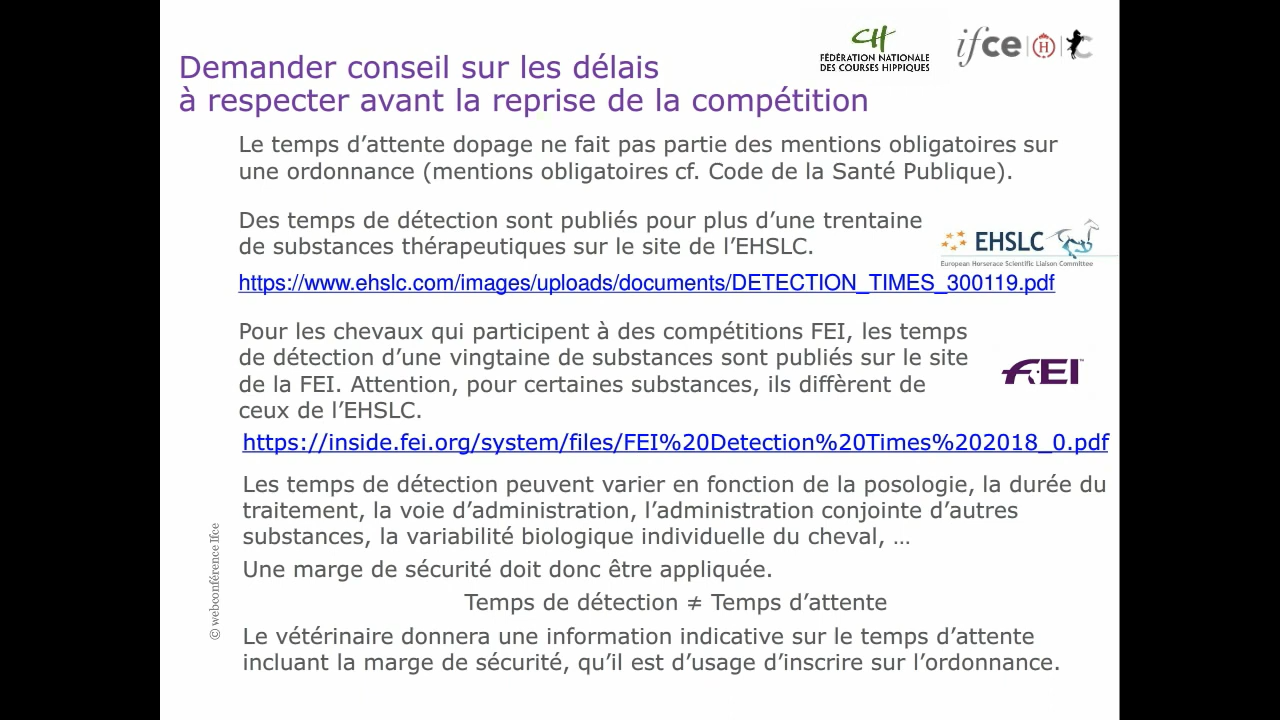 Demander conseil sur les délais
à respecter avant la reprise de la compétition
FÉDÉRATION NATIONALE
DES COURSES HIPPIQUES
ifce
H
Le temps d’attente dopage ne fait pas partie des mentions obligatoires sur
une ordonnance (mentions obligatoires cf. Code de la Santé Publique).
Des temps de détection sont publiés pour plus d’une trentaine
de substances thérapeutiques sur le site de l’EHSLC.
EHSLC
European Horserace Scientific Liaison Committee
https://www.ehslc.com/images/uploads/documents/DETECTION_TIMES_300119.pdf
Pour les chevaux qui participent à des compétitions FEI, les temps
de détection d’une vingtaine de substances sont publiés sur le site
de la FEI. Attention, pour certaines substances, ils diffèrent de
ceux de l’EHSLC.
FEI™
https://inside.fei.org/system/files/FEI%20Detection%20Times%202018_0.pdf
Les temps de détection peuvent varier en fonction de la posologie, la durée du
traitement, la voie d’administration, l’administration conjointe d’autres
substances, la variabilité biologique individuelle du cheval, …
Une marge de sécurité doit donc être appliquée.
Temps de détection ≠ Temps d’attente
Le vétérinaire donnera une information indicative sur le temps d’attente
incluant la marge de sécurité, qu’il est d’usage d’inscrire sur l’ordonnance.
© webconférence Ifce